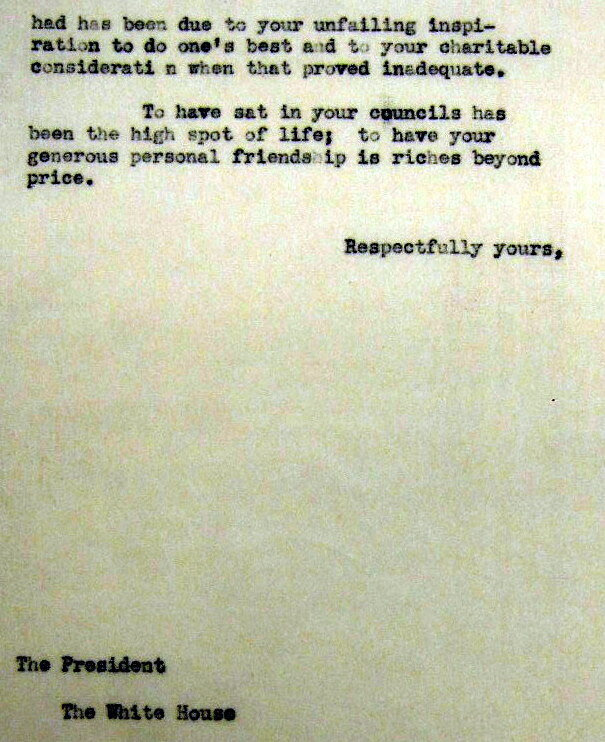 had has been due to your unfailing inspi-
ration to do one's best and to your charitable
considerati n when that proved inadequate.
To have sat in your councils has
been the high spot of life; to have your
generous personal friendship is riches beyond
price.
Respectfully yours,
The President
The White House